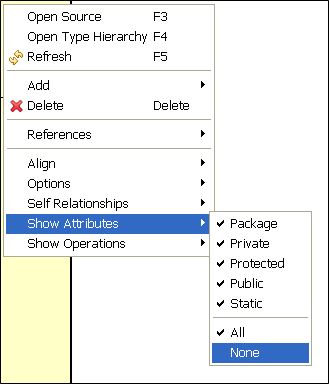 Open Source F3
Open Type Hierarchy F4
Refresh F5
Add
Delete Delete
References
Align
Options
Self Relationships
Show Attributes
Show Operations
Package
Private
Protected
Public
Static
All
None